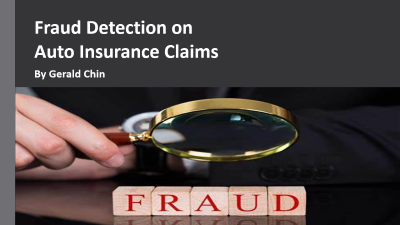 Fraud Detection on
Auto Insurance Claims
By Gerald Chin
FRAUD